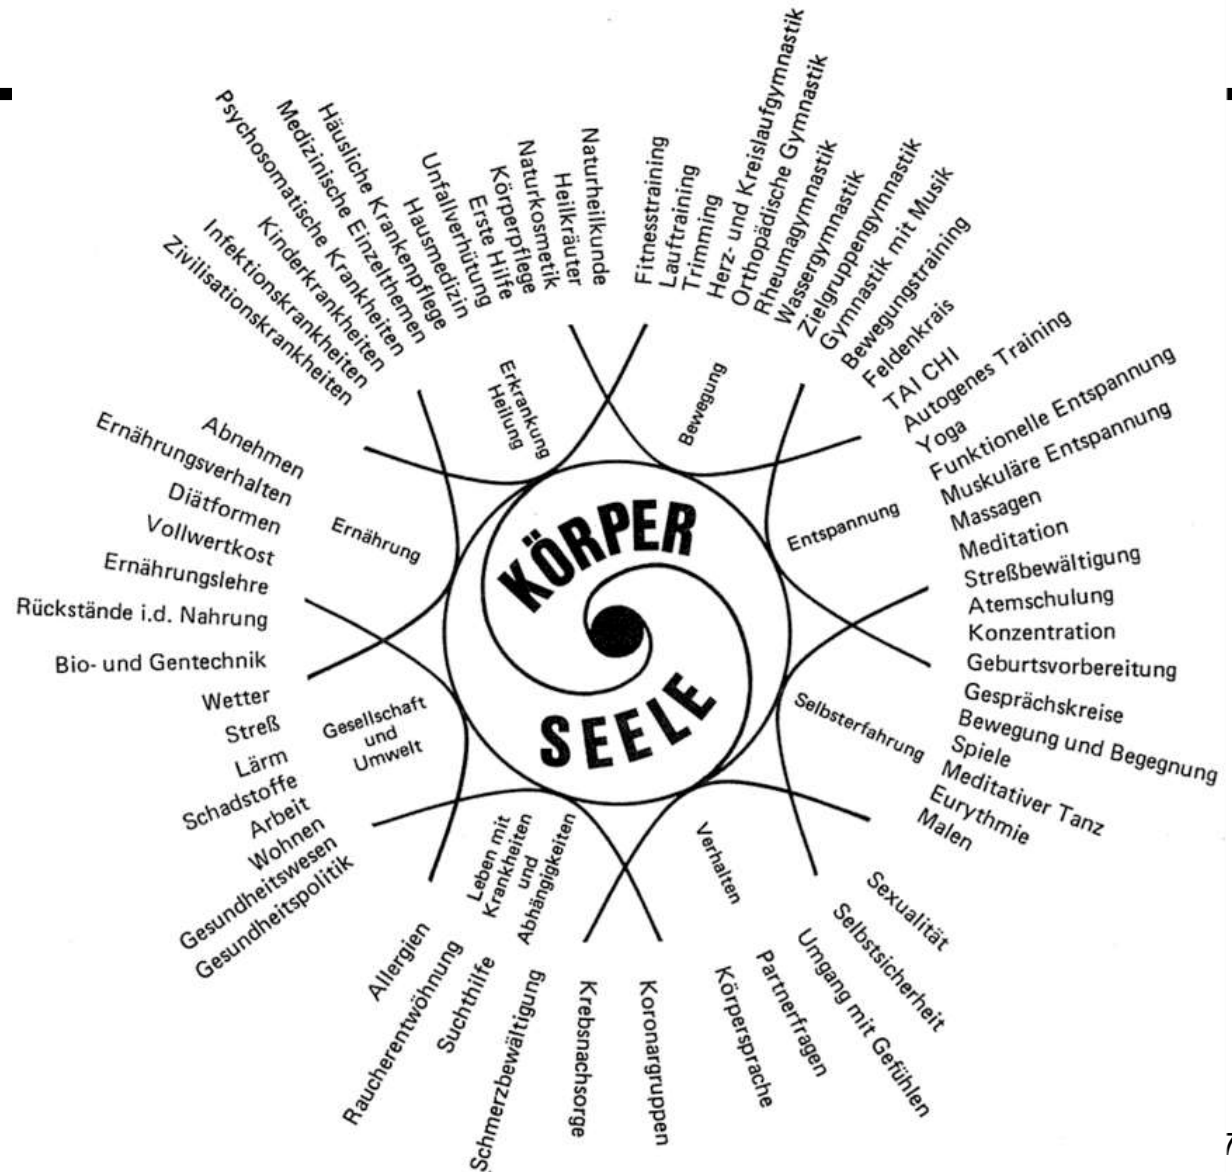 KÖRPER
SEELE
Bewegung
Fitnesstraining
Lauftraining
Trimming
Herz- und Kreislaufgymnastik
Orthopädische Gymnastik
Rheumagymnastik
Wassergymnastik
Zielgruppengymnastik
Gymnastik mit Musik
Bewegungstraining
Feldenkrais
TAI CHI
Entspannung
Autogenes Training
Yoga
Funktionelle Entspannung
Muskuläre Entspannung
Massagen
Meditation
Streßbewältigung
Atemschulung
Konzentration
Geburtsvorbereitung
Selbsterfahrung
Gesprächskreise
Bewegung und Begegnung
Spiele
Meditativer Tanz
Eurythmie
Malen
Verhalten
Sexualität
Selbstsicherheit
Umgang mit Gefühlen
Partnerfragen
Körpersprache
Leben mit
Krankheiten
und
Abhängigkeiten
Koronargruppen
Krebsnachsorge
Schmerzbewältigung
Suchthilfe
Raucherentwöhnung
Allergien
Gesellschaft
und
Umwelt
Gesundheitspolitik
Gesundheitswesen
Wohnen
Arbeit
Schadstoffe
Lärm
Streß
Wetter
Bio- und Gentechnik
Ernährung
Rückstände i.d. Nahrung
Ernährungslehre
Vollwertkost
Diätformen
Ernährungsverhalten
Abnehmen
Erkrankung
Heilung
Zivilisationskrankheiten
Infektionskrankheiten
Kinderkrankheiten
Psychosomatische Krankheiten
Medizinische Einzelthemen
Häusliche Krankenpflege
Hausmedizin
Unfallverhütung
Erste Hilfe
Körperpflege
Naturkosmetik
Heilkräuter
Naturheilkunde